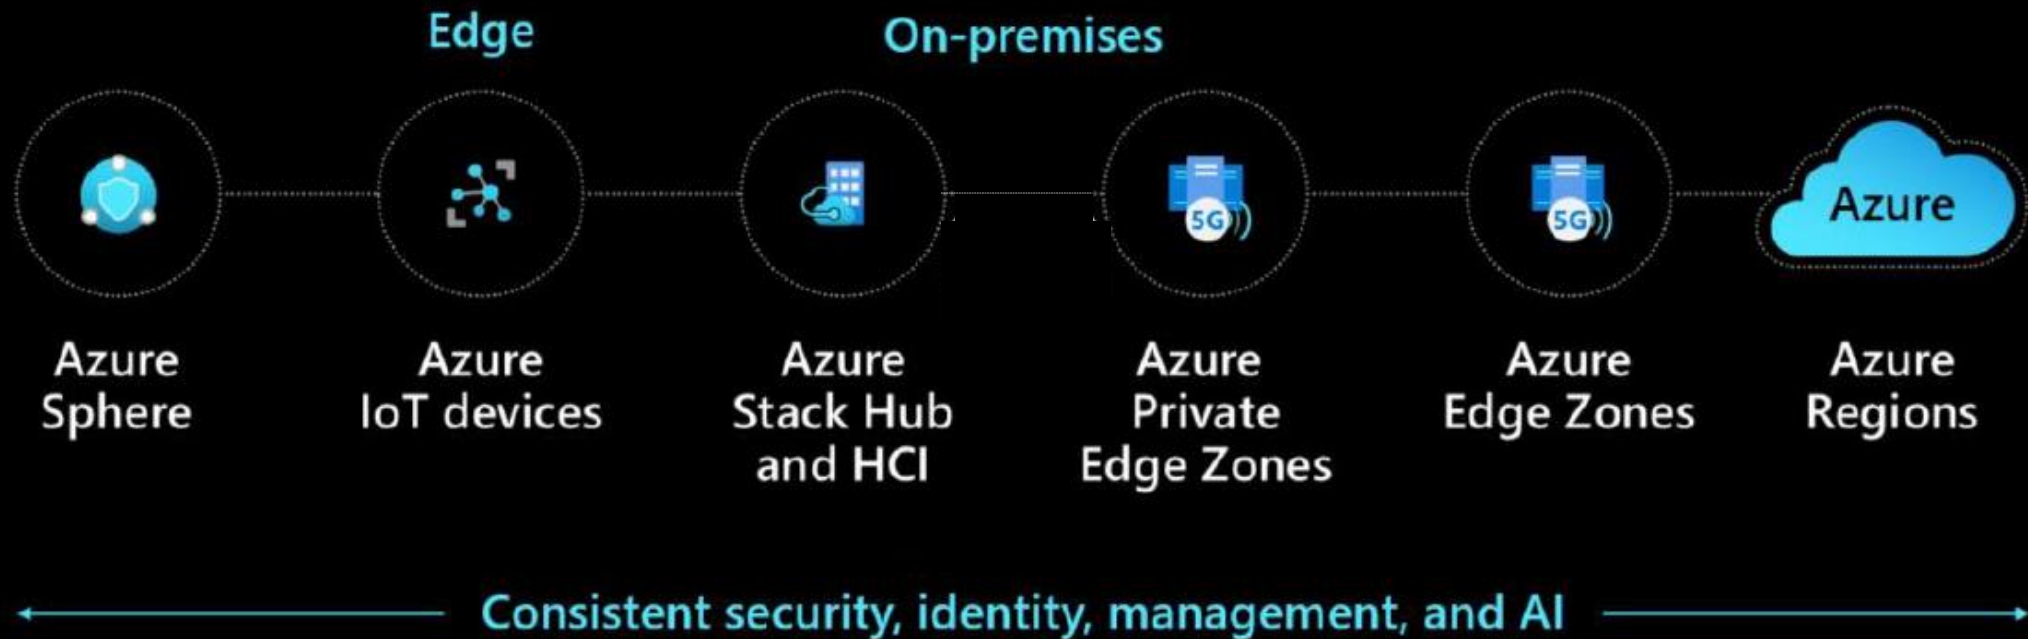 Edge
On-premises
5G
5G
Azure
Azure
Sphere
Azure
IoT devices
Azure
Stack Hub
and HCI
Azure
Private
Edge Zones
Azure
Edge Zones
Azure
Regions
Consistent security, identity, management, and AI